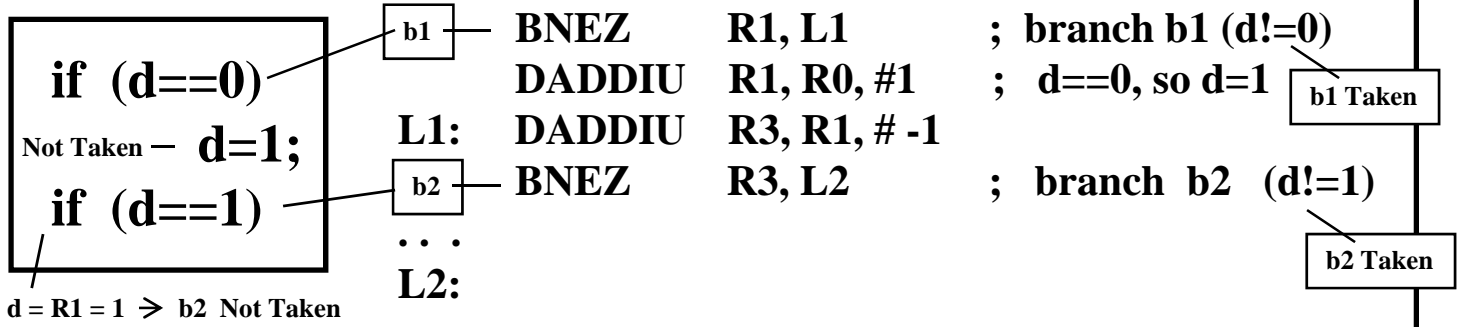 if (d==0)
Not Taken – d=1;
if (d==1)
d = R1 = 1 → b2 Not Taken
b1 BNEZ R1, L1 ; branch b1 (d!=0)
DADDIU R1, R0, #1 ; d==0, so d=1
b1 Taken
L1: DADDIU R3, R1, # -1
b2 BNEZ R3, L2 ; branch b2 (d!=1)
. . .
b2 Taken
L2: